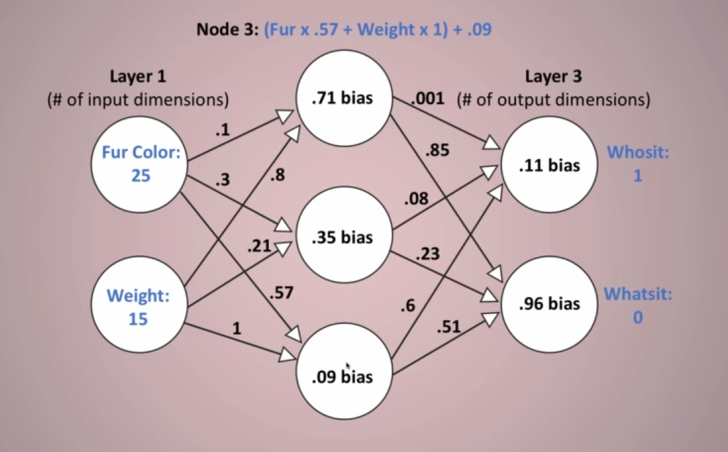 Node 3: (Fur x .57 + Weight x 1) + .09
Layer 1
(# of input dimensions)
Layer 3
(# of output dimensions)
.71 bias
.001
.1
.85
Fur Color:
25
.3
.8
.11 bias
Whosit:
1
.08
.35 bias
.21
.23
Weight:
15
.57
.6
.96 bias
Whatsit:
0
1
.51
.09 bias